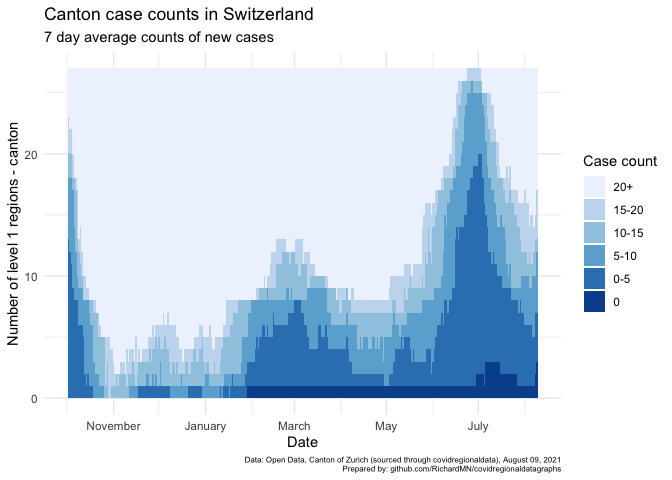 Canton case counts in Switzerland
7 day average counts of new cases
Number of level 1 regions - canton
20
10
0
November
January
March
May
July
Date
Case count
20+
15-20
10-15
5-10
0-5
0
Data: Open Data, Canton of Zurich (sourced through covidregionaldata), August 09, 2021
Prepared by: github.com/RichardMN/covidregionaldatagraphs